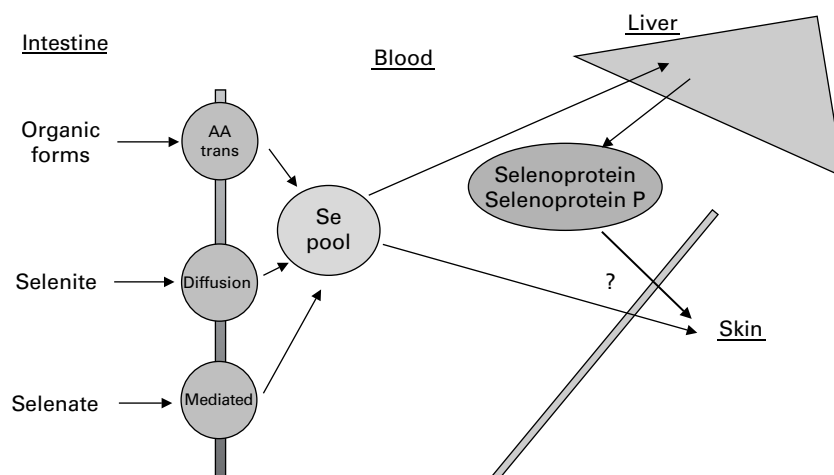 Intestine
Blood
Liver
Organic
forms
AA
trans
Se
pool
Selenoprotein
Selenoprotein P
Selenite
Diffusion
?
Skin
Selenate
Mediated